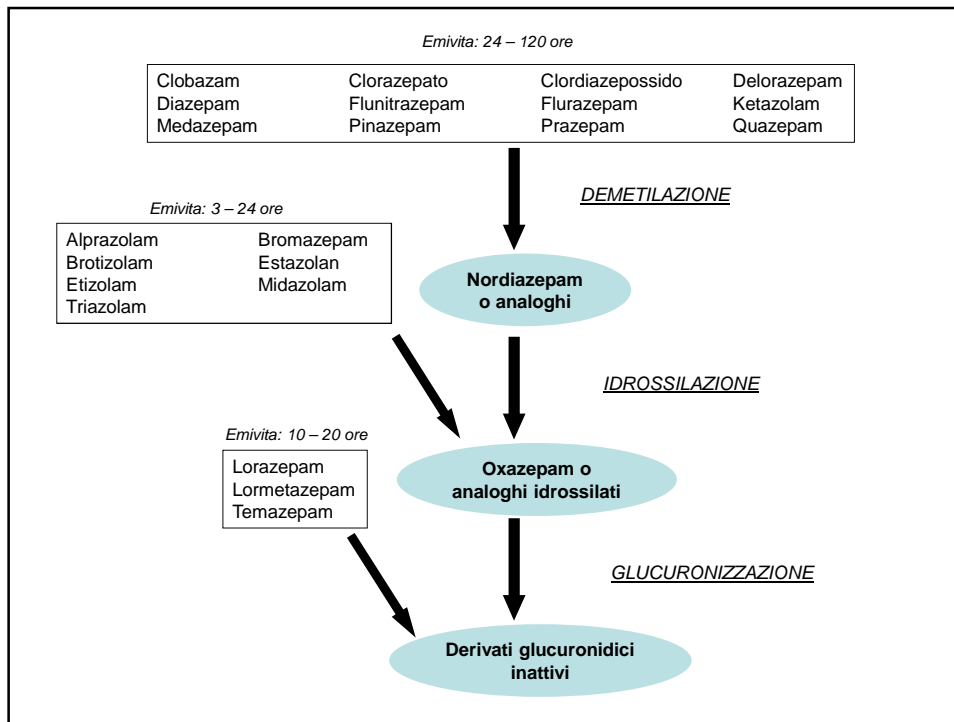 Emivita: 24 – 120 ore
Clobazam Clorazepato Clordiazepossido Delorazepam
Diazepam Flunitrazepam Flurazepam Ketazolam
Medazepam Pinazepam Prazepam Quazepam
DEMETILAZIONE
Emivita: 3 – 24 ore
Alprazolam Bromazepam
Brotizolam Estazolan
Etizolam Midazolam
Triazolam
Nordiazepam
o analoghi
IDROSSILAZIONE
Emivita: 10 – 20 ore
Lorazepam
Lormetazepam
Temazepam
Oxazepam o
analoghi idrossilati
GLUCURONIZZAZIONE
Derivati glucuronidici
inattivi